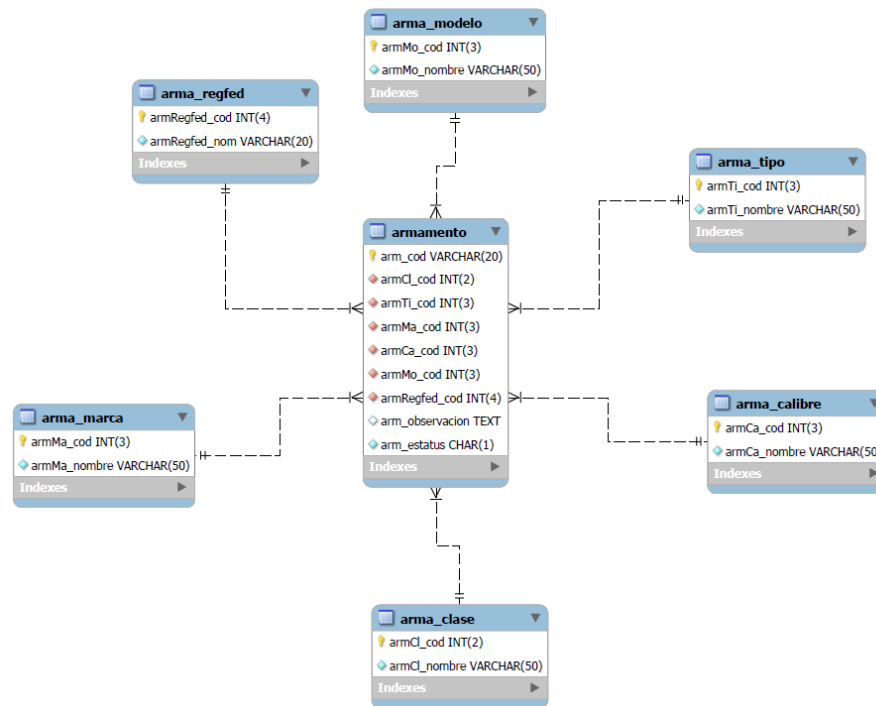 arma_modelo
armMo_cod INT(3)
armMo_nombre VARCHAR(50)
Indexes
arma_regfed
armRegfed_cod INT(4)
armRegfed_nom VARCHAR(20)
Indexes
arma_tipo
armTi_cod INT(3)
armTi_nombre VARCHAR(50)
Indexes
armamento
arm_cod VARCHAR(20)
armCl_cod INT(2)
armTi_cod INT(3)
armMa_cod INT(3)
armCa_cod INT(3)
armMo_cod INT(3)
armRegfed_cod INT(4)
arm_observacion TEXT
arm_estatus CHAR(1)
Indexes
arma_marca
armMa_cod INT(3)
armMa_nombre VARCHAR(50)
Indexes
arma_calibre
armCa_cod INT(3)
armCa_nombre VARCHAR(50
Indexes
arma_clase
armCl_cod INT(2)
armCl_nombre VARCHAR(50)
Indexes